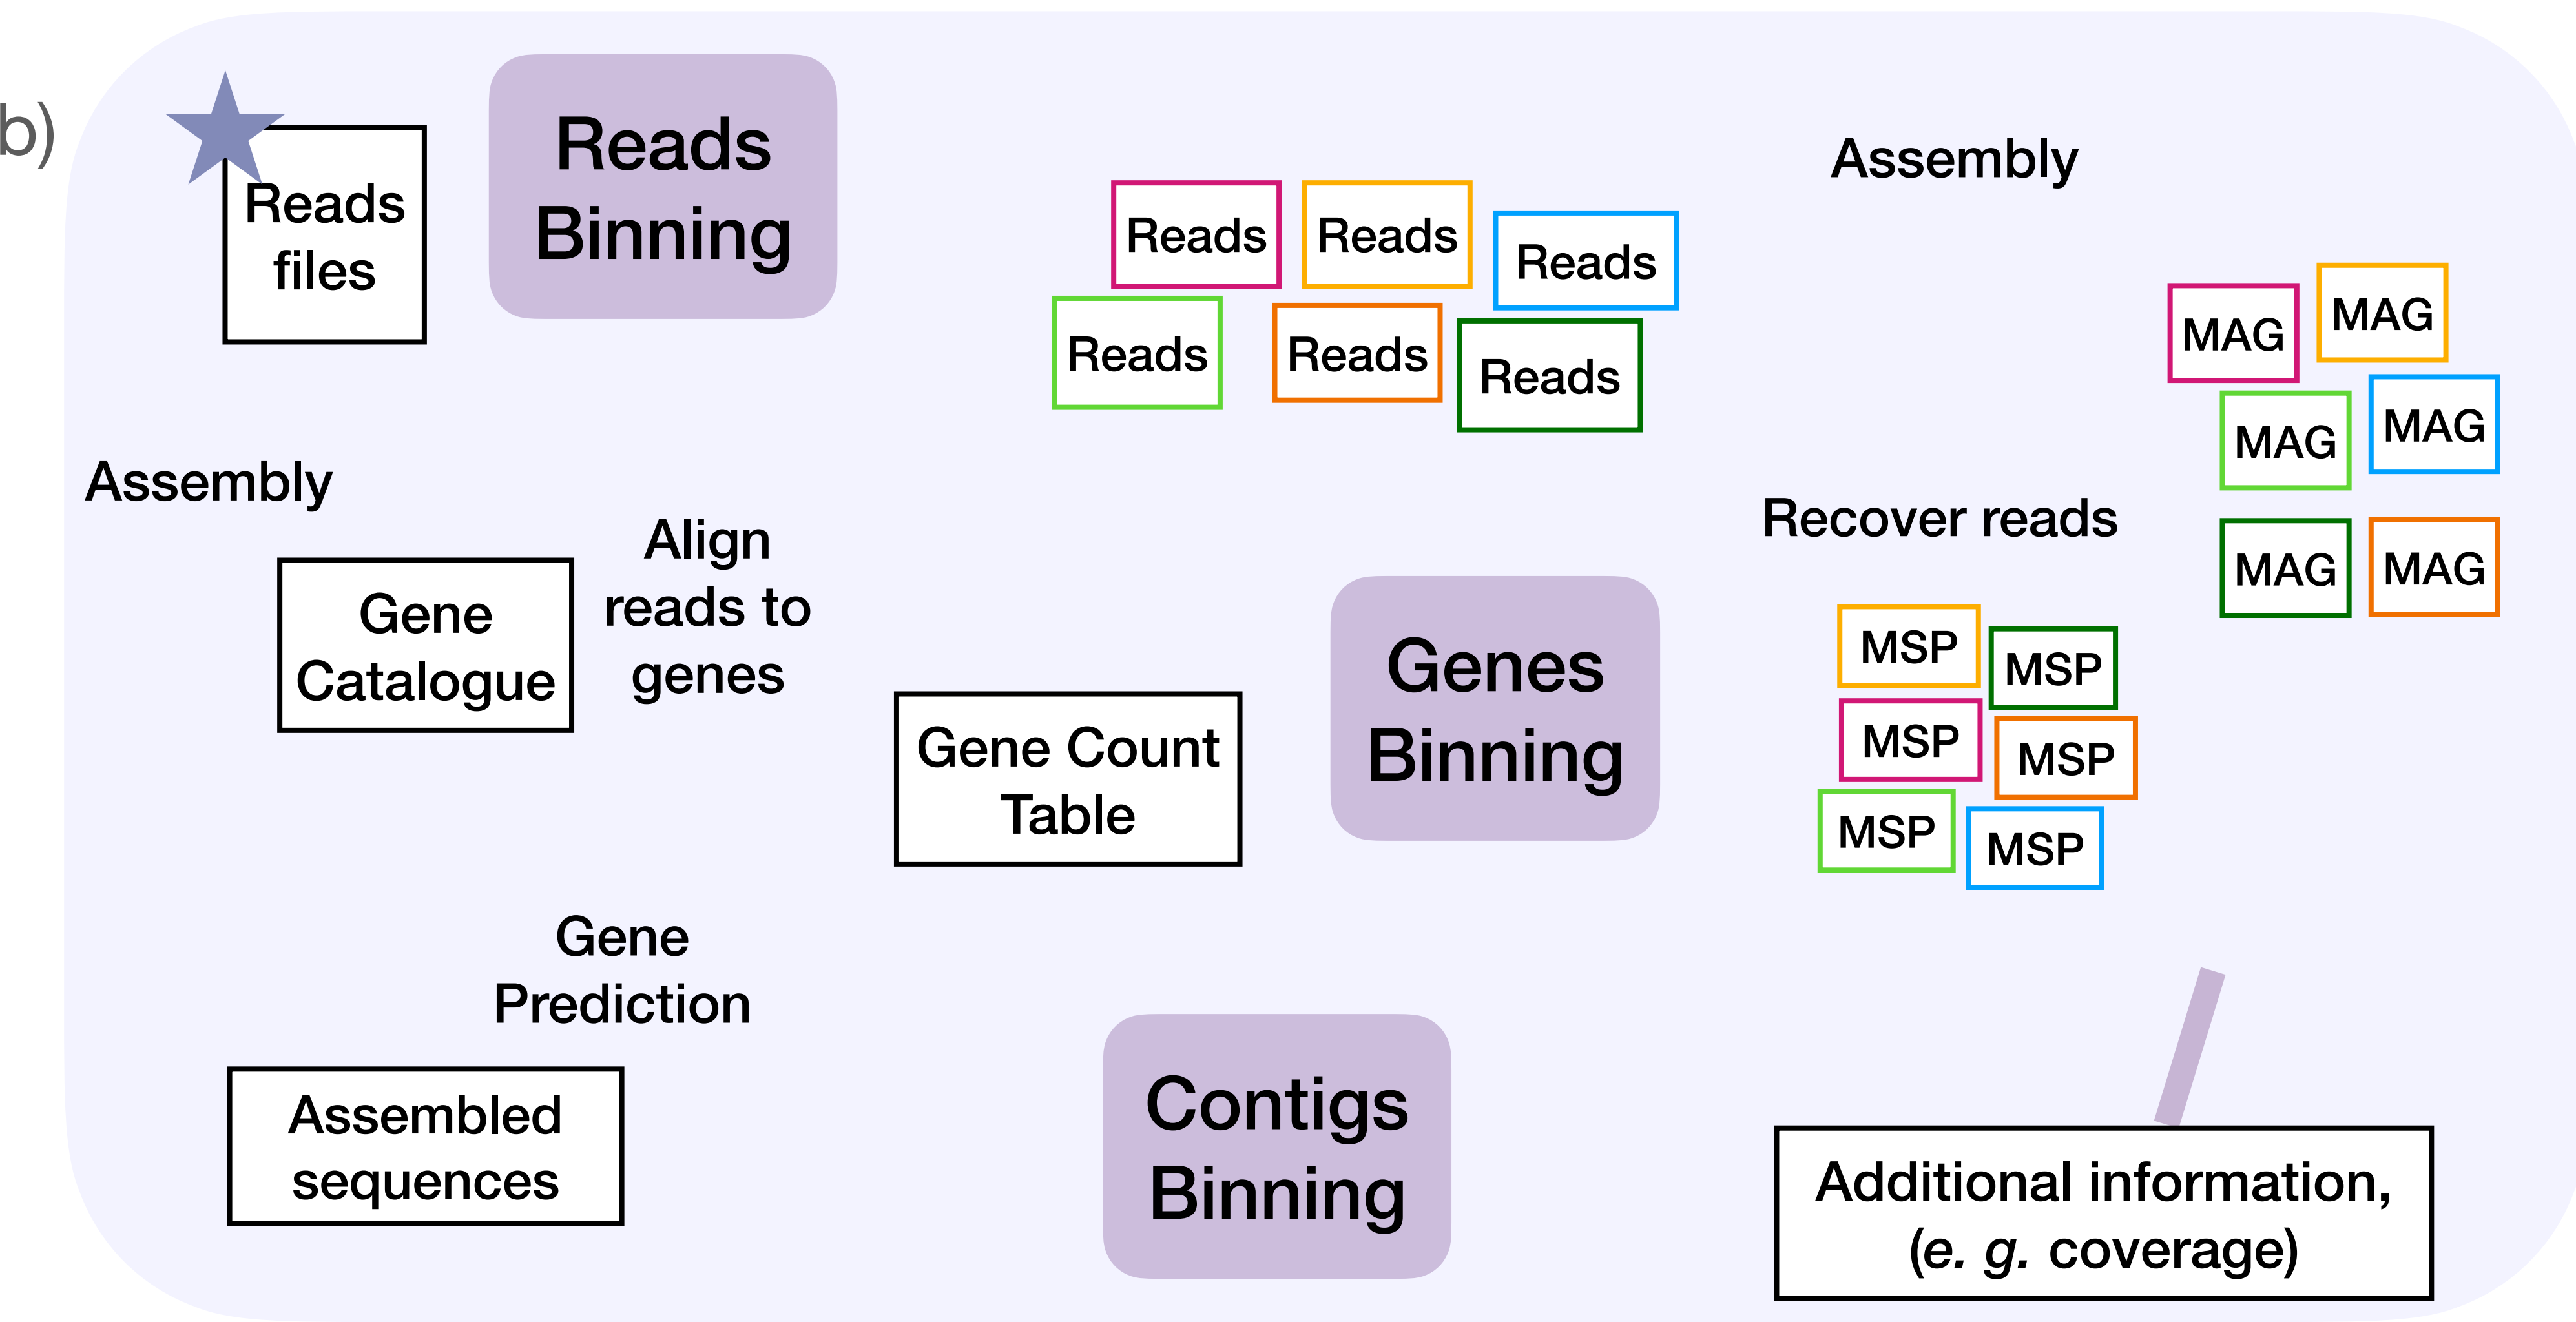 b)
Reads
files
Reads
Binning
Reads
Reads
Reads
Reads
Reads
Reads
Assembly
MAG
MAG
MAG
MAG
MAG
MAG
Assembly
Gene
Catalogue
Align
reads to
genes
Gene Count
Table
Genes
Binning
Recover reads
MSP
MSP
MSP
MSP
MSP
MSP
Gene
Prediction
Assembled
sequences
Contigs
Binning
Additional information,
(e. g. coverage)